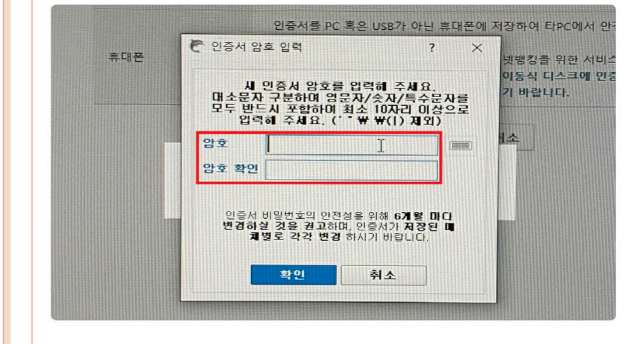 인증서를 PC 혹은 USB가 아닌 휴대폰에 저장하여 타PC에서 안
휴대폰
넷뱅킹을 위한 서비스
이동식 디스크에 인증
기 바랍니다.
취소
인증서 암호 입력 ? ×
새 인증서 암호를 입력해 주세요.
대소문자 구분하며 영문자/숫자/특수문자를
모두 반드시 포함하여 최소 10자리 이상으로
입력해 주세요. (' " ₩ ₩(|) 제외)
암호
암호 확인
인증서 비밀번호의 안전성을 위해 6개월 마다
변경하실 것을 권고하며, 인증서가 저장된 매
체별로 각각 변경 하시기 바랍니다.
확인 취소